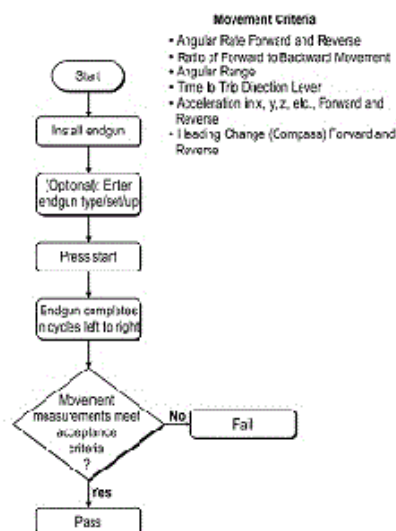 Movement Criteria
• Angular Rate Forward and Reverse
• Ratio of Forward to Backward Movement
• Angular Range
• Time to Trip Direction Lever
• Acceleration in x, y, z, etc., Forward and
Reverse
• Heading Change (Compass) Forward and
Reverse
Start
Install endgun
(Optional): Enter
endgun type/set/up
Press start
Endgun completes
n cycles left to right
Movement
measurements meet
acceptance
criteria
?
No
Fail
Yes
Pass